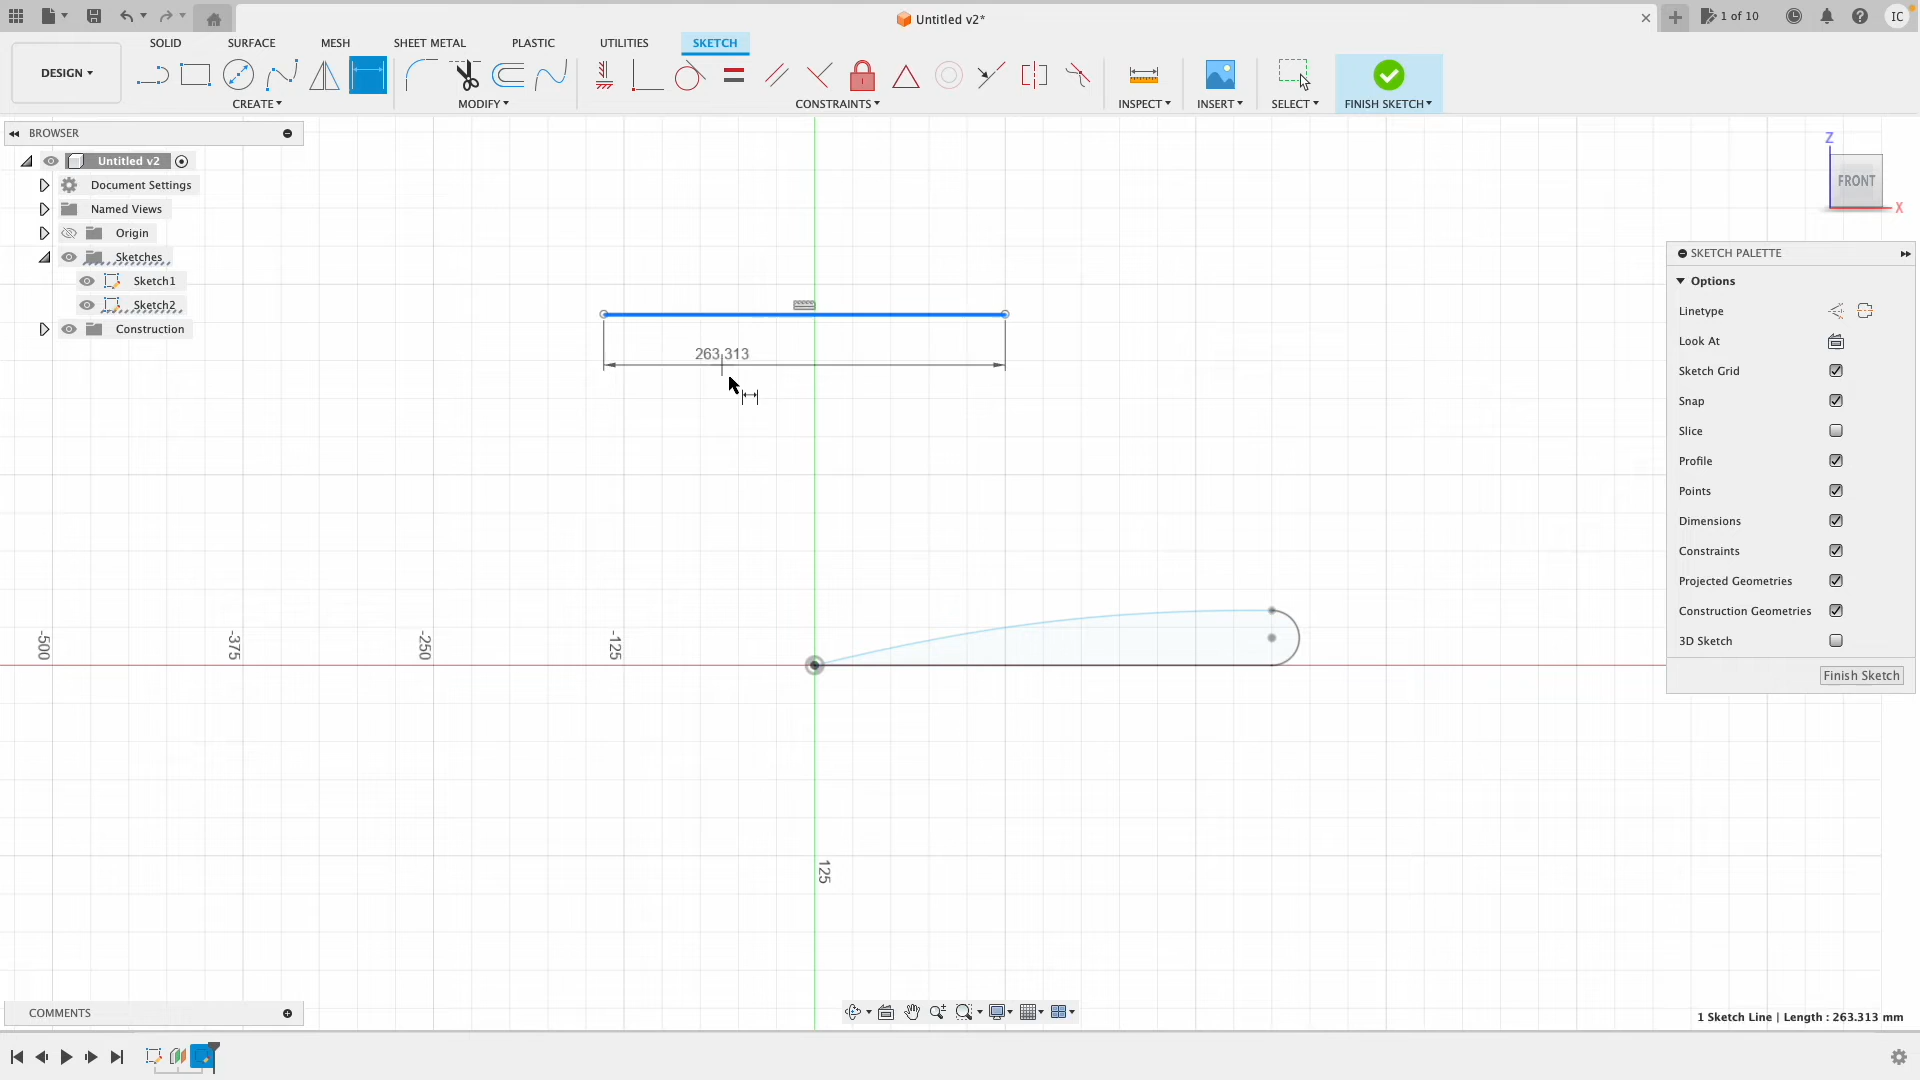 Untitled v2*
1 of 10
IC
DESIGN
SOLID
SURFACE
MESH
SHEET METAL
PLASTIC
UTILITIES
SKETCH
CREATE
MODIFY
CONSTRAINTS
INSPECT
INSERT
SELECT
FINISH SKETCH
BROWSER
Untitled v2
Document Settings
Named Views
Origin
Sketches
Sketch1
Sketch2
Construction
263.313
-500
-375
-250
-125
125
Z
FRONT
X
SKETCH PALETTE
Options
Linetype
Look At
Sketch Grid
Snap
Slice
Profile
Points
Dimensions
Constraints
Projected Geometries
Construction Geometries
3D Sketch
Finish Sketch
COMMENTS
1 Sketch Line | Length : 263.313 mm